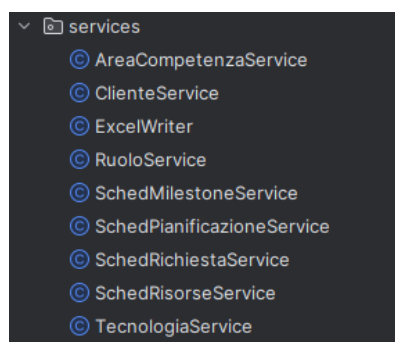 services
AreaCompetenzaService
ClienteService
ExcelWriter
RuoloService
SchedMilestoneService
SchedPianificazioneService
SchedRichiestaService
SchedRisorseService
TecnologiaService